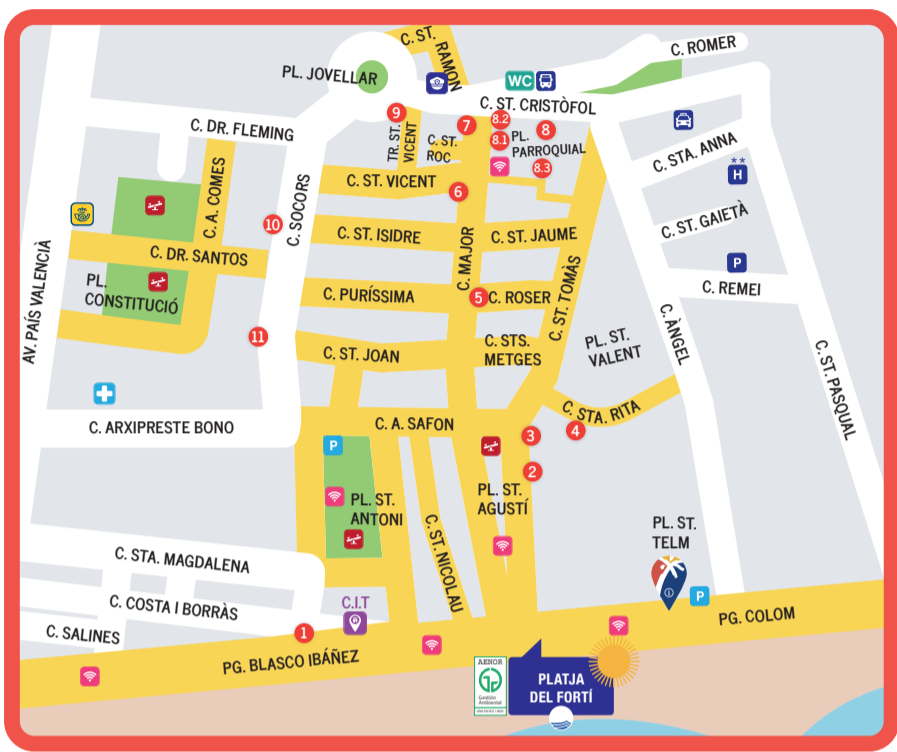 C. ST.
RAMON
C. ROMER
PL. JOVELLAR
WC
C. ST. CRISTÒFOL
9
8.2
7
8
8.1
PL.
PARROQUIAL
C. DR. FLEMING
TR. ST.
VICENT
C. ST.
ROC
8.3
C. STA. ANNA
**
H
C. A. COMES
C. ST. VICENT
6
C. SOCORS
10
C. ST. ISIDRE
C. MAJOR
C. ST. JAUME
C. ST. GAIETÀ
C. DR. SANTOS
P
PL.
CONSTITUCIÓ
C. PURÍSSIMA
5
C. ROSER
C. ST. TOMÀS
C. REMEI
AV. PAÍS VALENCIÀ
11
C. ST. JOAN
C. STS.
METGES
PL. ST.
VALENT
C. ÀNGEL
C. ST. PASQUAL
C. ARXIPRESTE BONO
C. A. SAFON
C. STA. RITA
3
4
P
2
PL. ST.
ANTONI
PL. ST.
AGUSTÍ
C. ST. NICOLAU
PL. ST.
TELM
C. STA. MAGDALENA
C. COSTA I BORRÀS
C.I.T
P
C. SALINES
1
PG. COLOM
PG. BLASCO IBÁÑEZ
AENOR
Gestión
Ambiental
PLATJA
DEL FORTÍ